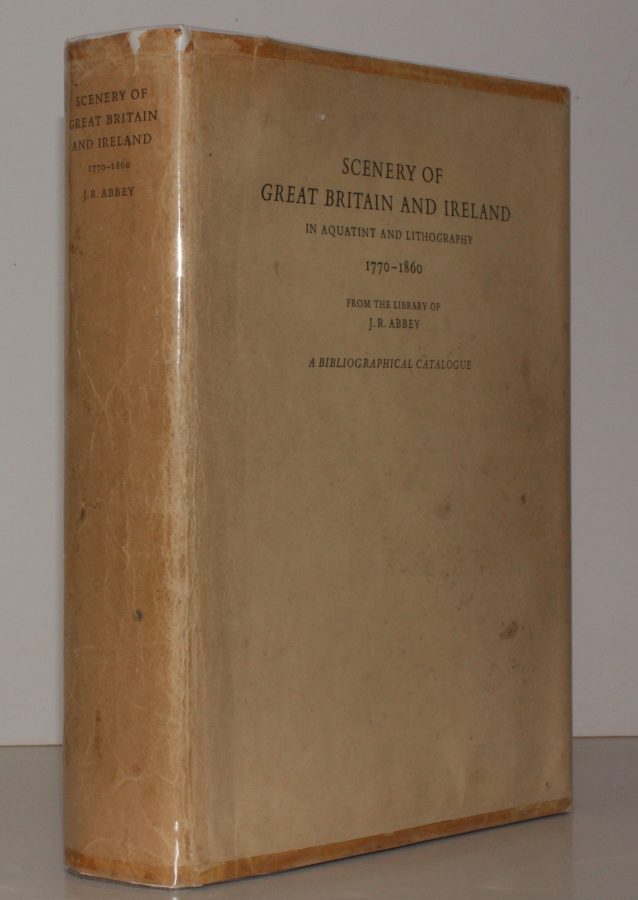 SCENERY OF
GREAT BRITAIN
AND IRELAND
1770–1860
J. R. ABBEY
SCENERY OF
GREAT BRITAIN AND IRELAND
IN AQUATINT AND LITHOGRAPHY
1770–1860
FROM THE LIBRARY OF
J. R. ABBEY
A BIBLIOGRAPHICAL CATALOGUE